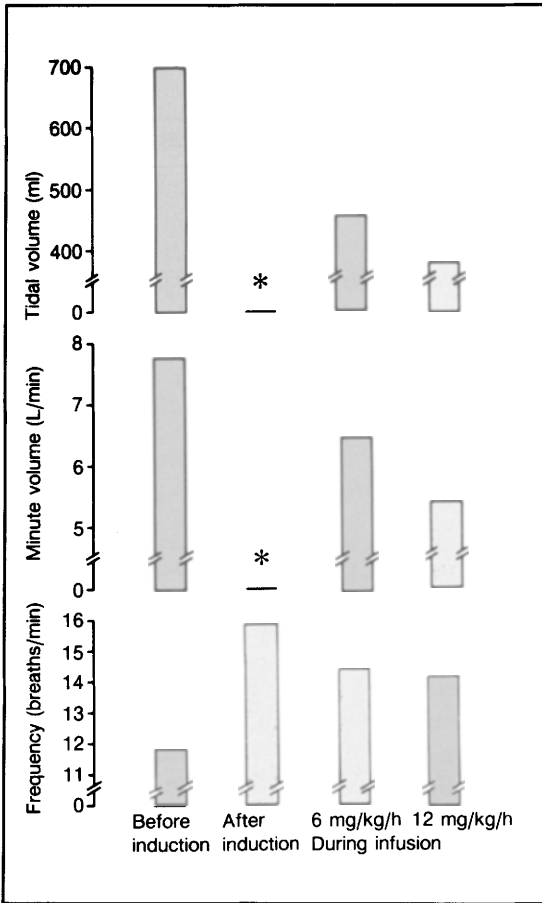 Tidal volume (ml)
700
600
500
400
0
*
Minute volume (L/min)
8
7
6
5
0
*
Frequency (breaths/min)
16
15
14
13
12
11
0
Before induction
After induction
6 mg/kg/h 12 mg/kg/h
During infusion